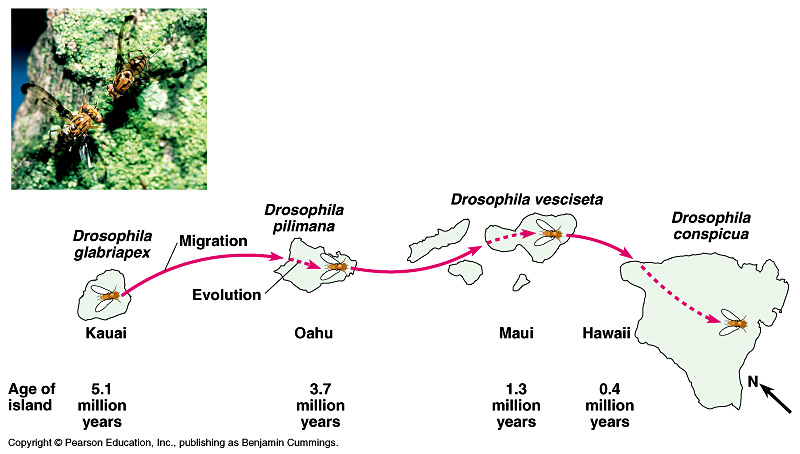 Drosophila
glabriapex
Migration
Drosophila
pilimana
Evolution
Drosophila vesciseta
Drosophila
conspicua
Kauai
Oahu
Maui
Hawaii
N
Age of
island
5.1
million
years
3.7
million
years
1.3
million
years
0.4
million
years
Copyright © Pearson Education, Inc., publishing as Benjamin Cummings.